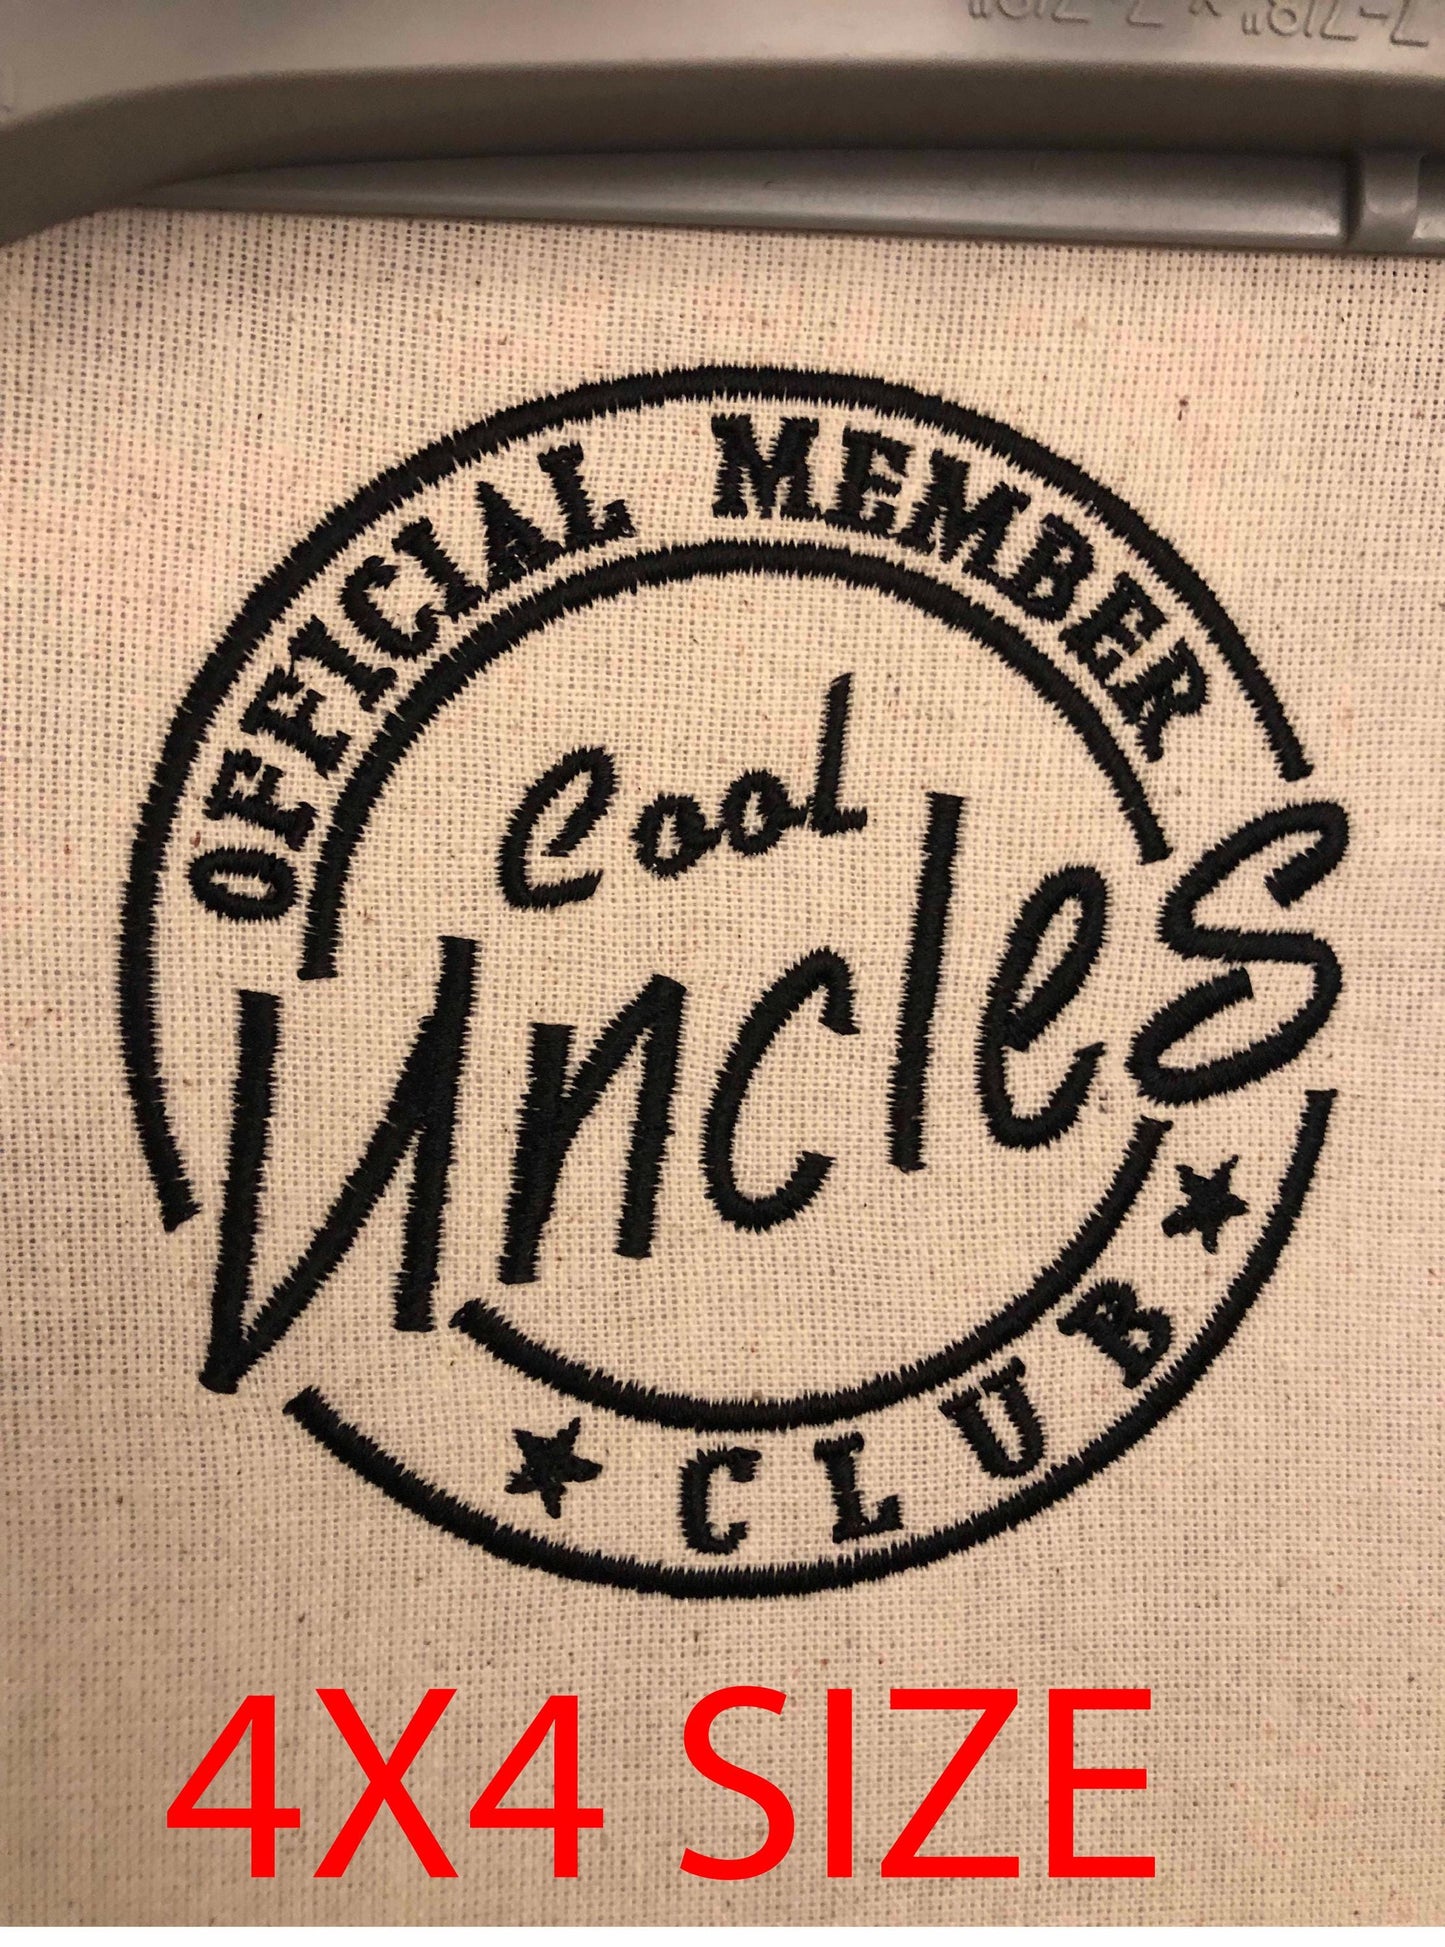 OFFICIAL MEMBER
Cool
UncleS
CLUB
4X4 SIZE